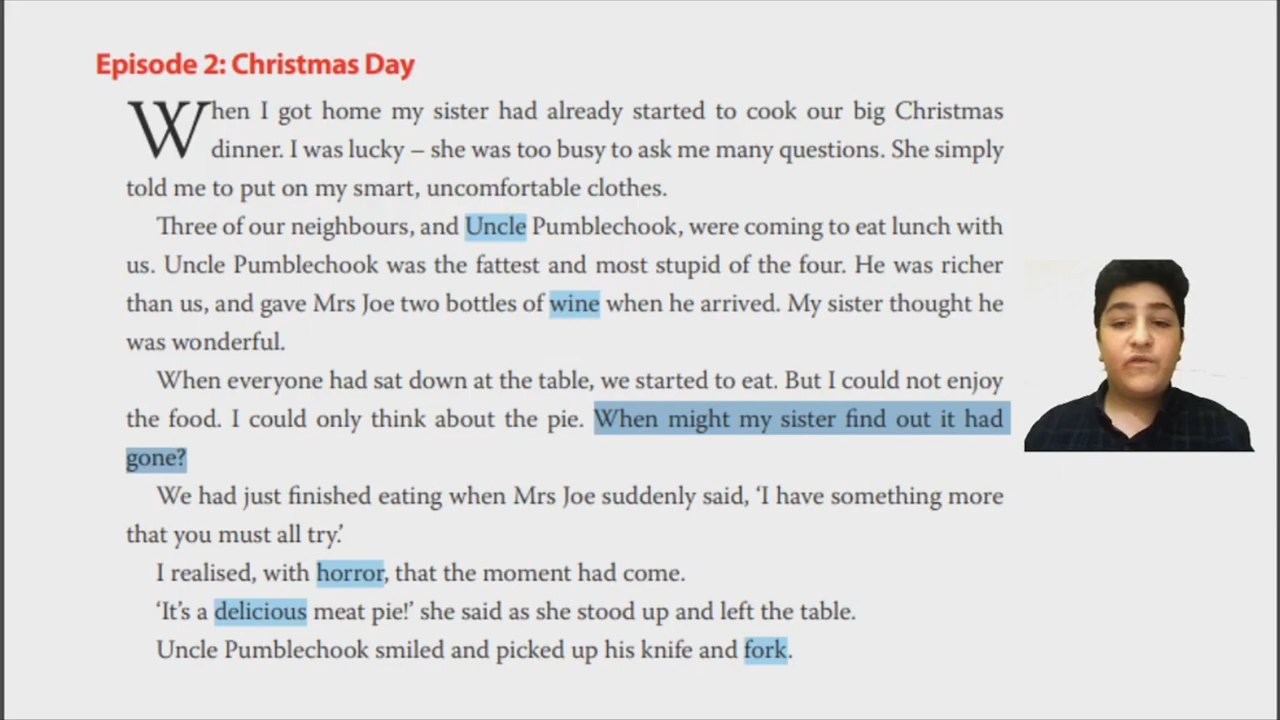 Episode 2: Christmas Day
When I got home my sister had already started to cook our big Christmas
dinner. I was lucky – she was too busy to ask me many questions. She simply
told me to put on my smart, uncomfortable clothes.
Three of our neighbours, and Uncle Pumblechook, were coming to eat lunch with
us. Uncle Pumblechook was the fattest and most stupid of the four. He was richer
than us, and gave Mrs Joe two bottles of wine when he arrived. My sister thought he
was wonderful.
When everyone had sat down at the table, we started to eat. But I could not enjoy
the food. I could only think about the pie. When might my sister find out it had
gone?
We had just finished eating when Mrs Joe suddenly said, ‘I have something more
that you must all try.’
I realised, with horror, that the moment had come.
‘It’s a delicious meat pie!’ she said as she stood up and left the table.
Uncle Pumblechook smiled and picked up his knife and fork.